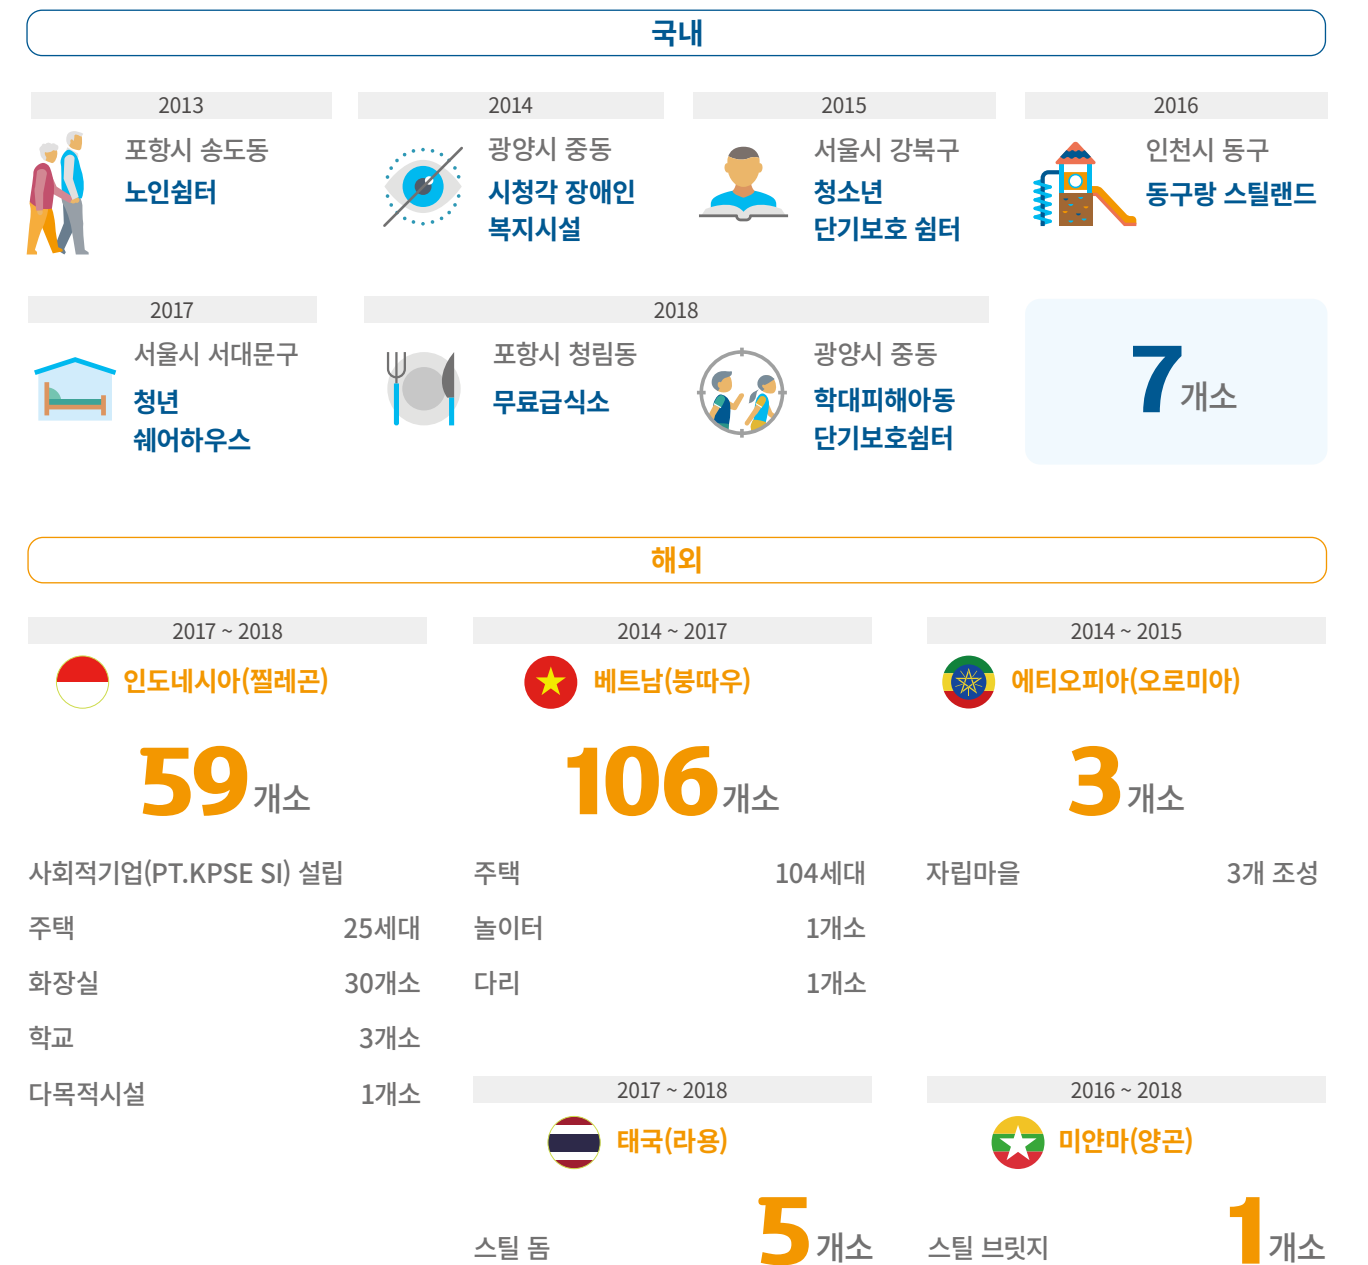 국내
2013
포항시 송도동
노인쉼터
2014
광양시 중동
시청각 장애인
복지시설
2015
서울시 강북구
청소년
단기보호 쉼터
2016
인천시 동구
동구랑 스틸랜드
2017
서울시 서대문구
청년
쉐어하우스
2018
포항시 청림동
무료급식소
광양시 중동
학대피해아동
단기보호쉼터
7개소
해외
2017 ~ 2018
인도네시아(찔레곤)
59개소
사회적기업(PT.KPSE SI) 설립
주택 25세대
화장실 30개소
학교 3개소
다목적시설 1개소
2014 ~ 2017
베트남(붕따우)
106개소
주택 104세대
놀이터 1개소
다리 1개소
2014 ~ 2015
에티오피아(오로미아)
3개소
자립마을 3개 조성
2017 ~ 2018
태국(라용)
스틸 돔 5개소
2016 ~ 2018
미얀마(양곤)
스틸 브릿지 1개소